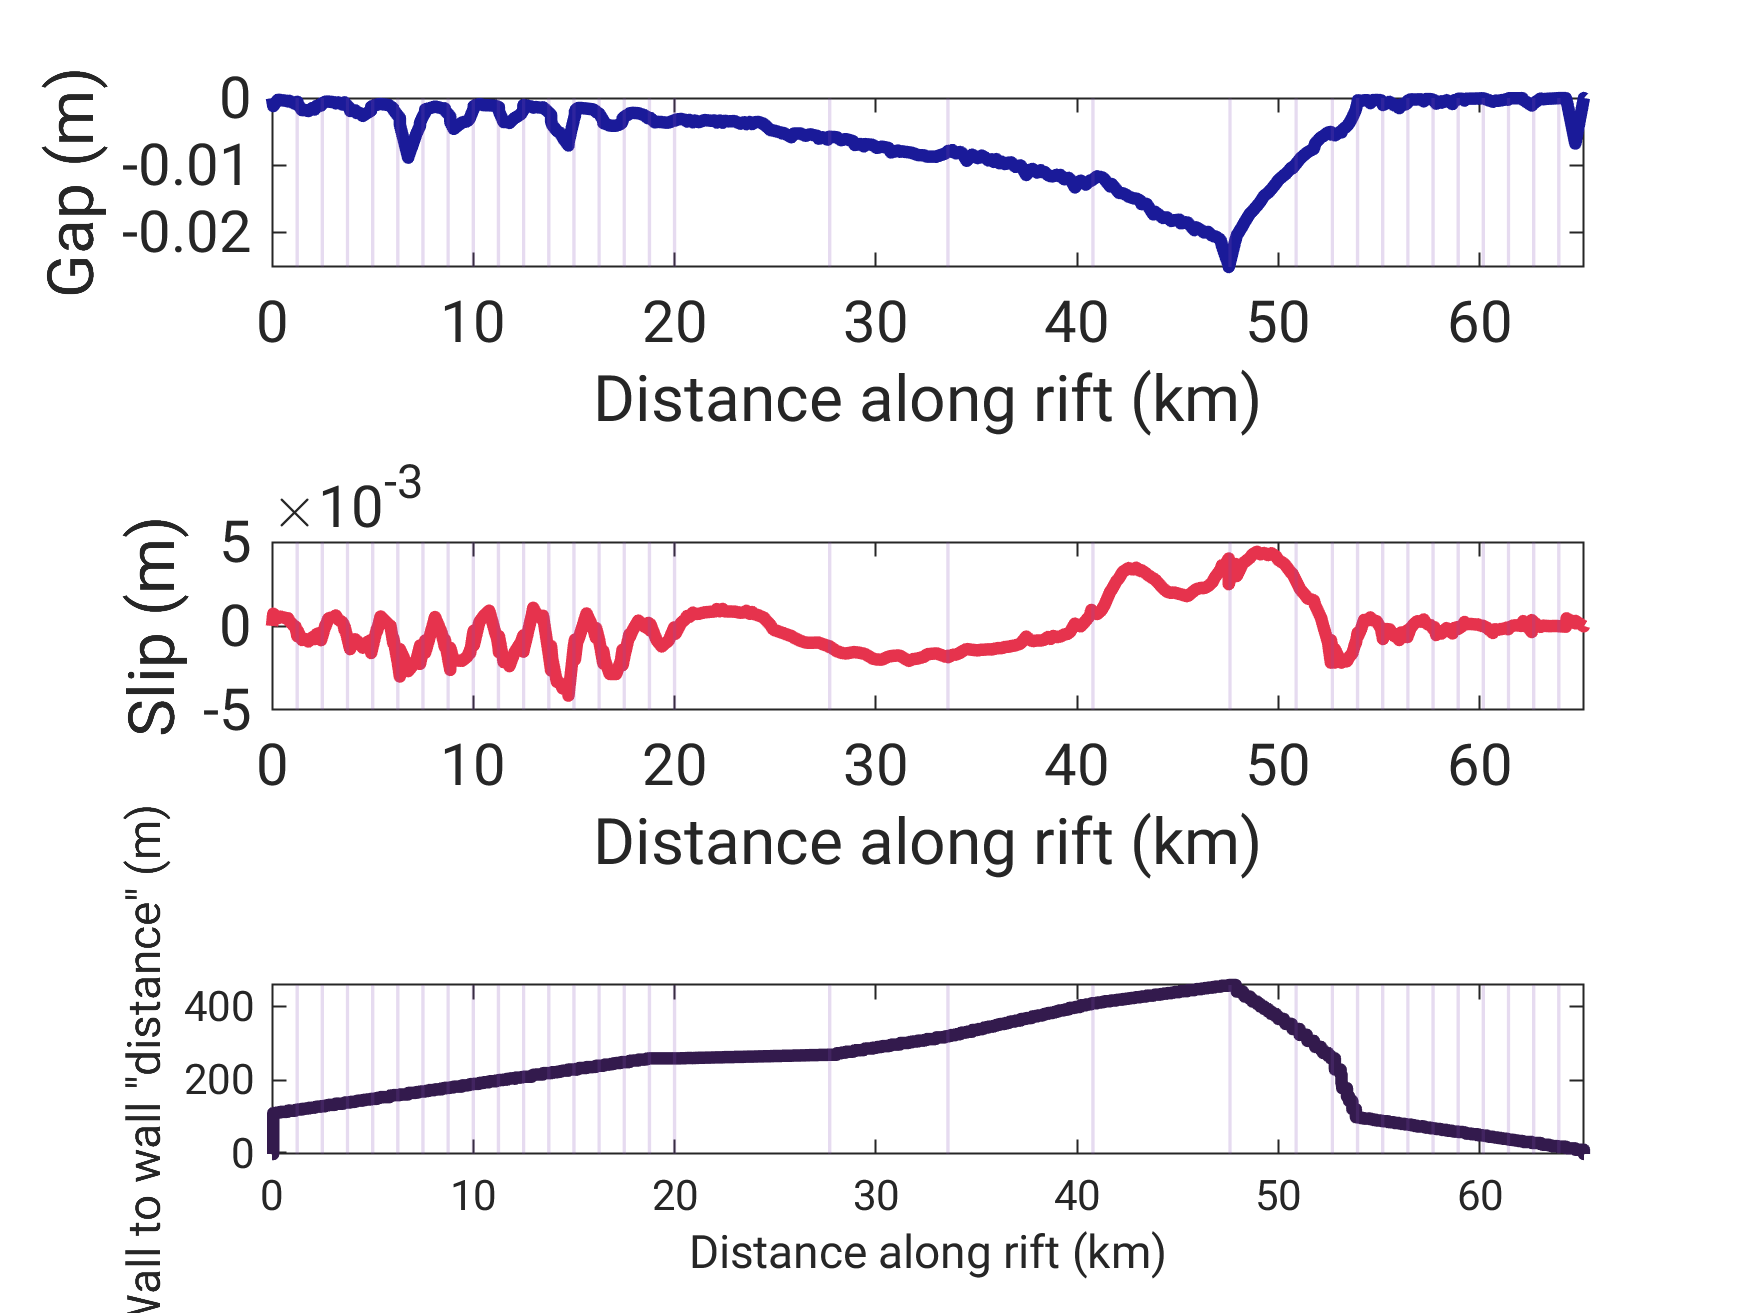 Gap (m)
0
-0.01
-0.02
0 10 20 30 40 50 60
Distance along rift (km)
×10-3
Slip (m)
5
0
-5
0 10 20 30 40 50 60
Distance along rift (km)
Wall to wall "distance" (m)
400
200
0
0 10 20 30 40 50 60
Distance along rift (km)